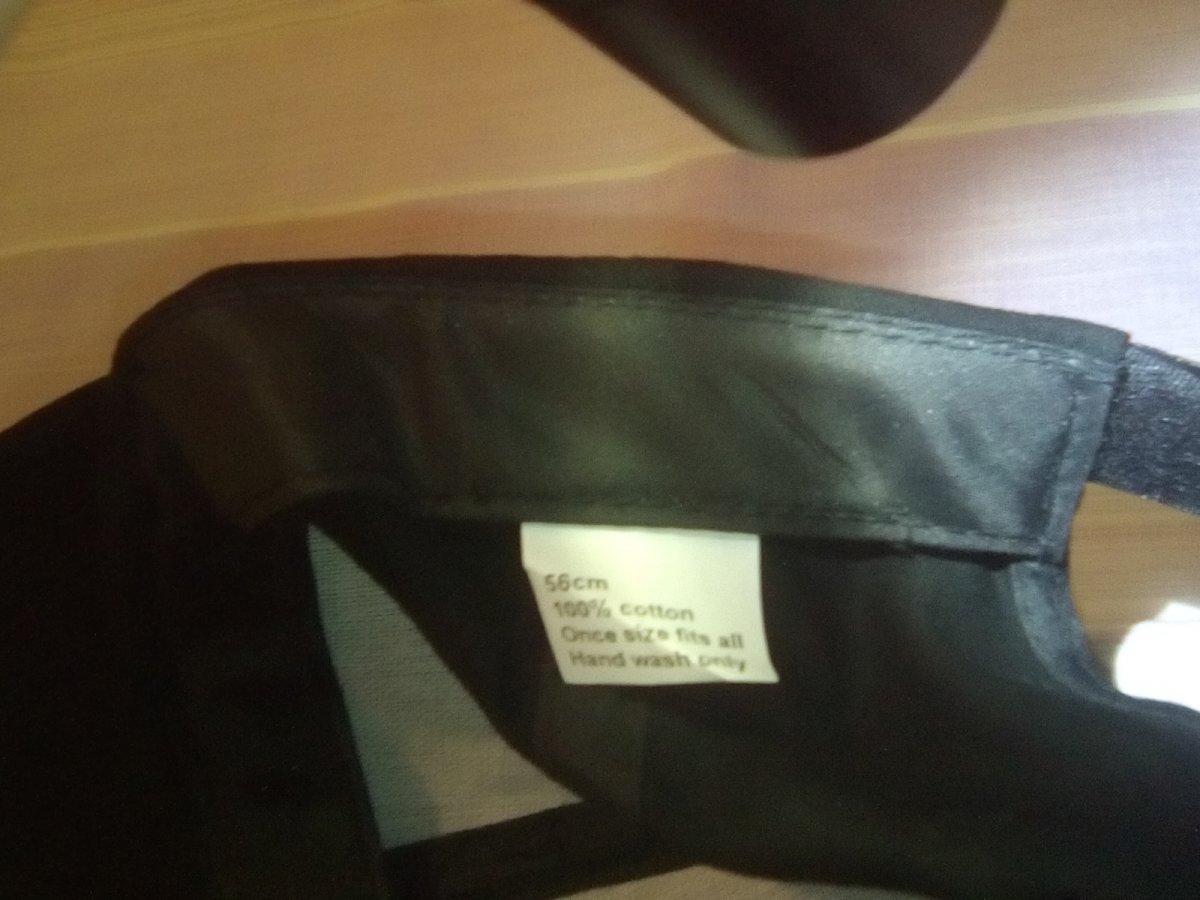 56cm
100% cotton
Once size fits all
Hand wash only